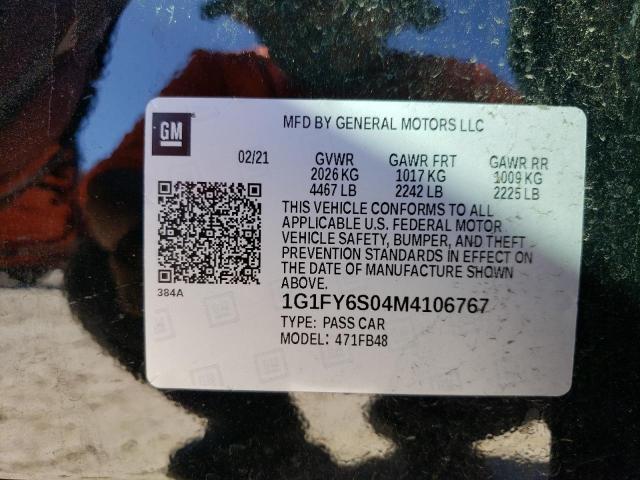 GM
MFD BY GENERAL MOTORS LLC
02/21 GVWR GAWR FRT GAWR RR
2026 KG 1017 KG 1009 KG
4467 LB 2242 LB 2225 LB
THIS VEHICLE CONFORMS TO ALL
APPLICABLE U.S. FEDERAL MOTOR
VEHICLE SAFETY, BUMPER, AND THEFT
PREVENTION STANDARDS IN EFFECT ON
THE DATE OF MANUFACTURE SHOWN
ABOVE.
384A
1G1FY6S04M4106767
TYPE: PASS CAR
MODEL: 471FB48